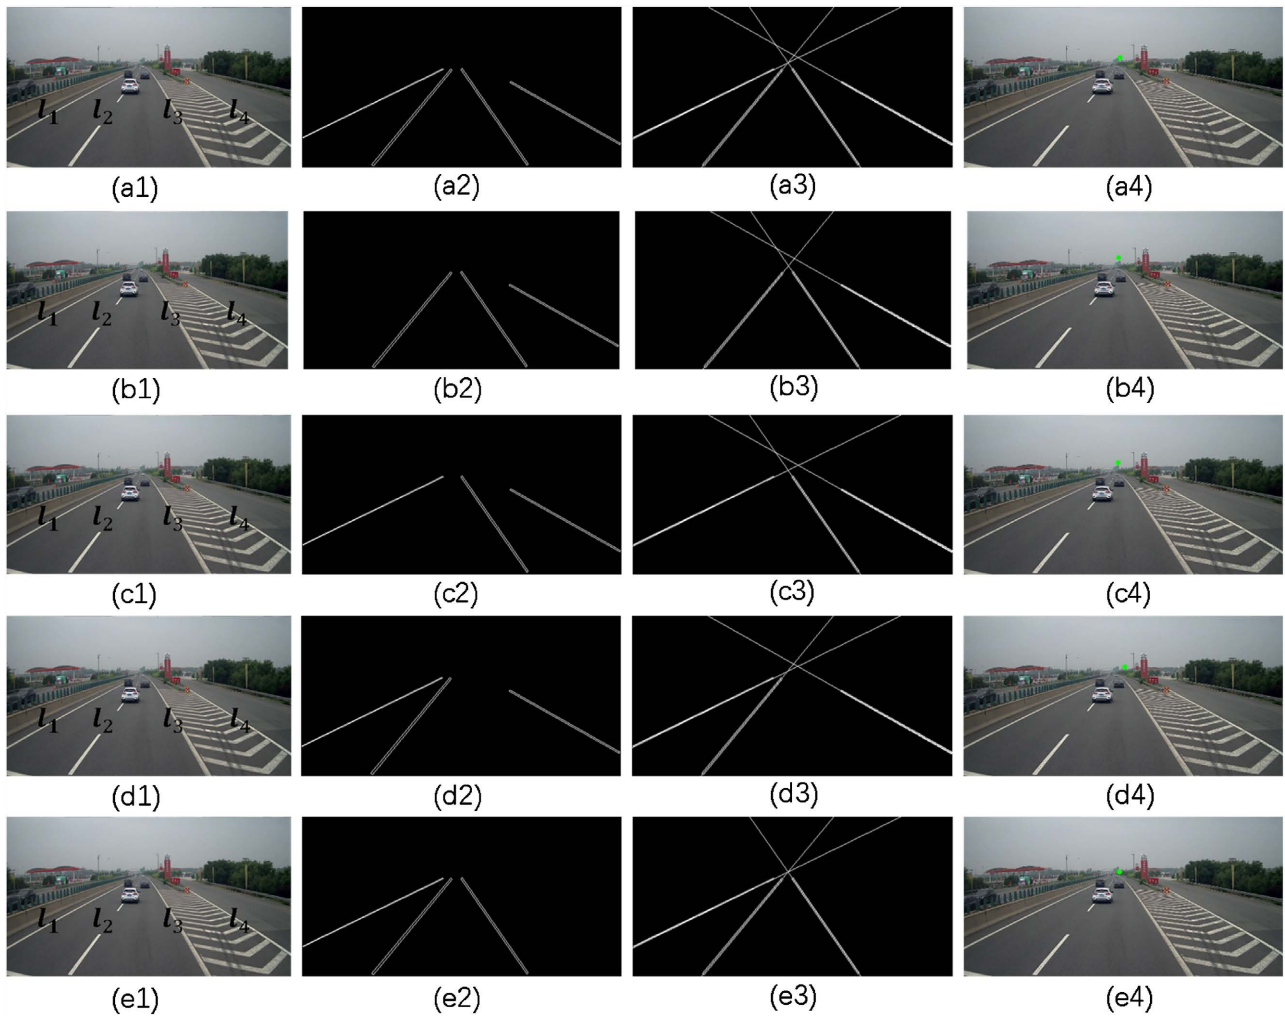 l1 l2 l3 l4
(a1) (a2) (a3) (a4)
l1 l2 l3 l4
(b1) (b2) (b3) (b4)
l1 l2 l3 l4
(c1) (c2) (c3) (c4)
l1 l2 l3 l4
(d1) (d2) (d3) (d4)
l1 l2 l3 l4
(e1) (e2) (e3) (e4)